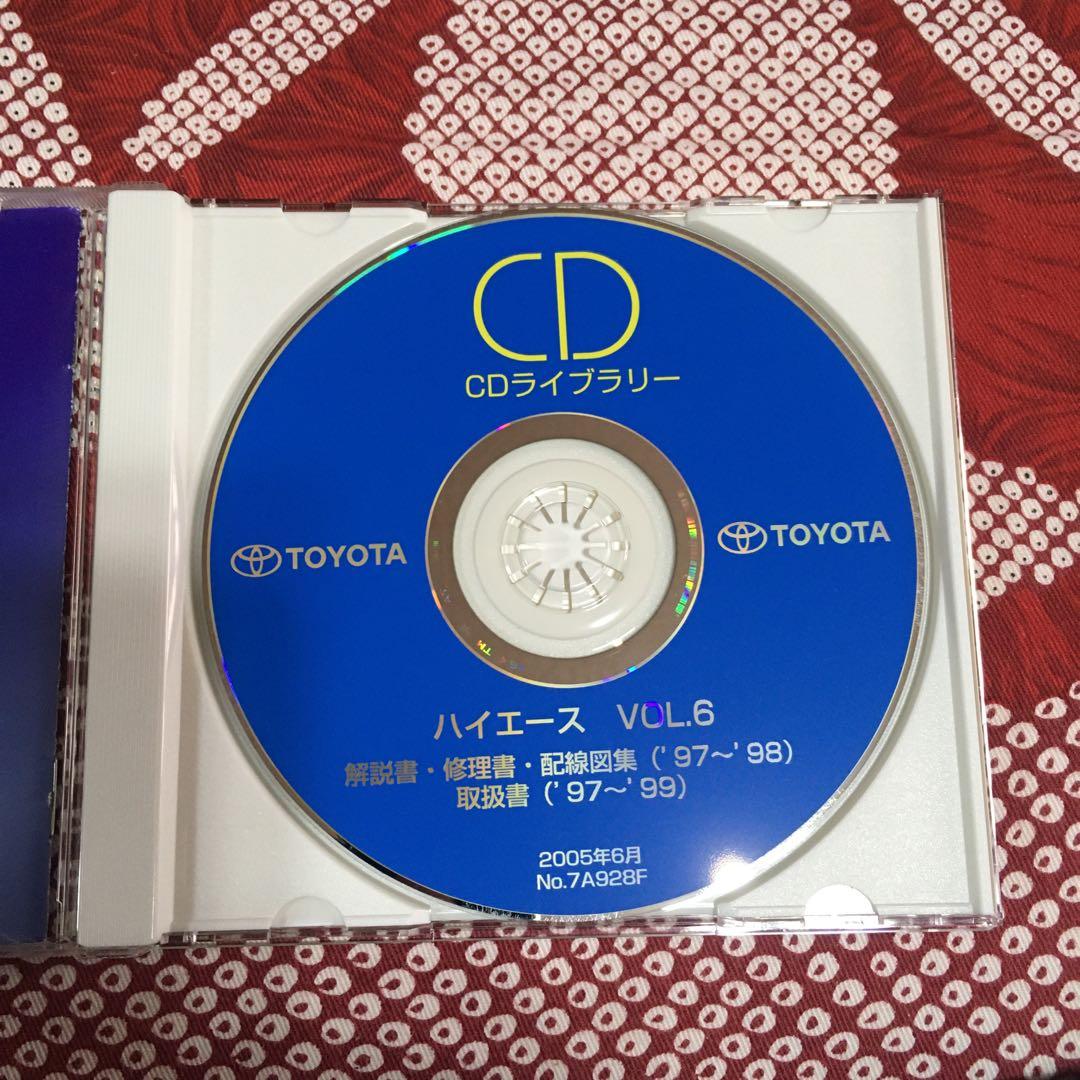 CD
CDライブラリー
TOYOTA
TOYOTA
ハイエース VOL.6
解説書・修理書・配線図集('97〜'98)
取扱書('97〜'99)
2005年6月
No.7A928F